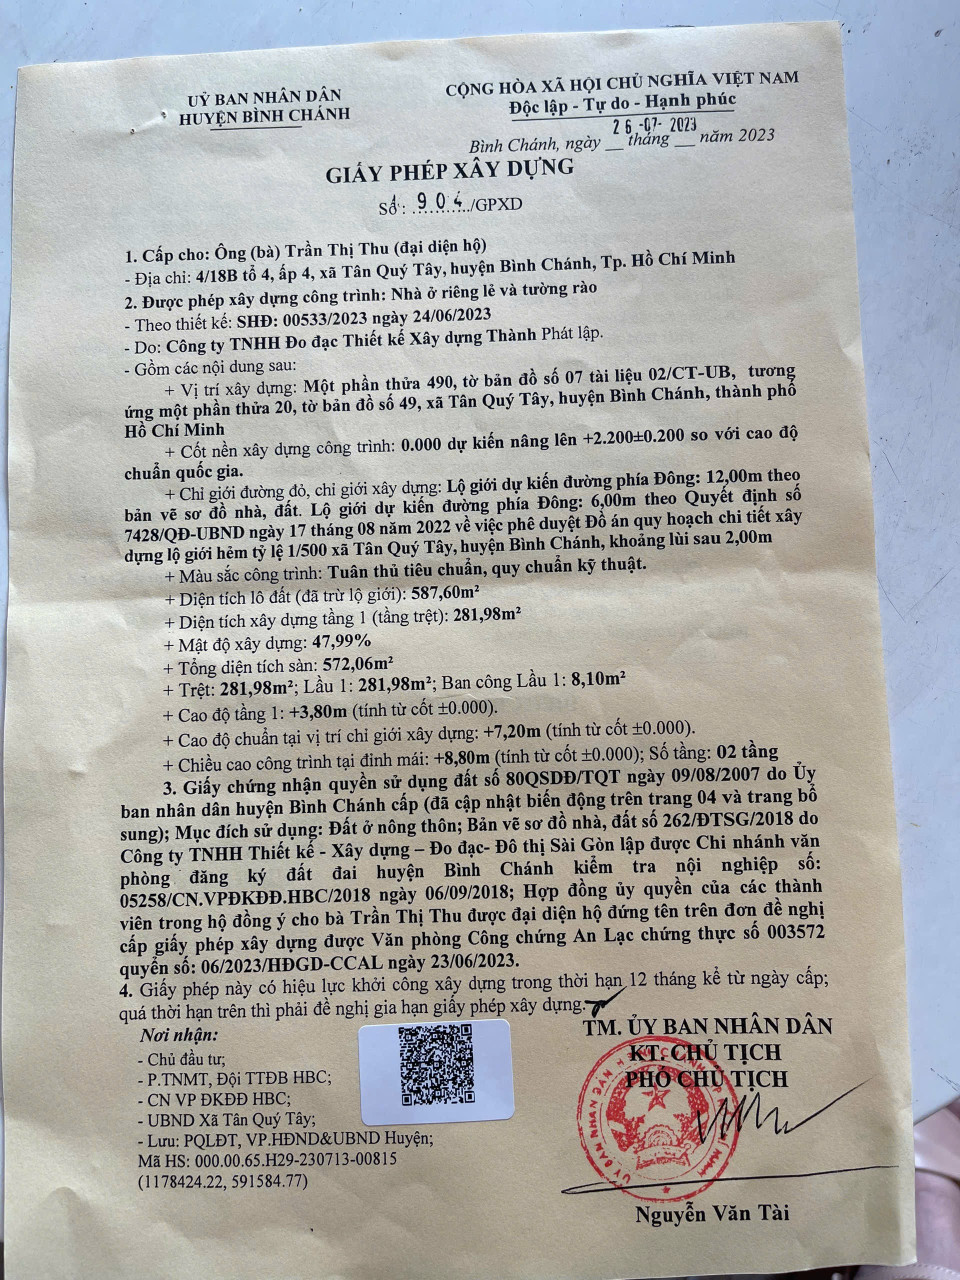 UỶ BAN NHÂN DÂN
HUYỆN BÌNH CHÁNH
CỘNG HÒA XÃ HỘI CHỦ NGHĨA VIỆT NAM
Độc lập - Tự do - Hạnh phúc
26-07-2023
Bình Chánh, ngày __ tháng __ năm 2023
GIẤY PHÉP XÂY DỰNG
Số: 904/GPXD
1. Cấp cho: Ông (bà) Trần Thị Thu (đại diện hộ)
- Địa chỉ: 4/18B tổ 4, ấp 4, xã Tân Quý Tây, huyện Bình Chánh, Tp. Hồ Chí Minh
2. Được phép xây dựng công trình: Nhà ở riêng lẻ và tường rào
- Theo thiết kế: SHĐ: 00533/2023 ngày 24/06/2023
- Do: Công ty TNHH Đo đạc Thiết kế Xây dựng Thành Phát lập.
- Gồm các nội dung sau:
+ Vị trí xây dựng: Một phần thửa 490, tờ bản đồ số 07 tài liệu 02/CT-UB, tương
ứng một phần thửa 20, tờ bản đồ số 49, xã Tân Quý Tây, huyện Bình Chánh, thành phố
Hồ Chí Minh
+ Cốt nền xây dựng công trình: 0.000 dự kiến nâng lên +2.200±0.200 so với cao độ
chuẩn quốc gia.
+ Chỉ giới đường đỏ, chỉ giới xây dựng: Lộ giới dự kiến đường phía Đông: 12,00m theo
bản vẽ sơ đồ nhà, đất. Lộ giới dự kiến đường phía Đông: 6,00m theo Quyết định số
7428/QĐ-UBND ngày 17 tháng 08 năm 2022 về việc phê duyệt Đồ án quy hoạch chi tiết xây
dựng lộ giới hẻm tỷ lệ 1/500 xã Tân Quý Tây, huyện Bình Chánh, khoảng lùi sau 2,00m
+ Màu sắc công trình: Tuân thủ tiêu chuẩn, quy chuẩn kỹ thuật.
+ Diện tích lô đất (đã trừ lộ giới): 587,60m²
+ Diện tích xây dựng tầng 1 (tầng trệt): 281,98m²
+ Mật độ xây dựng: 47,99%
+ Tổng diện tích sàn: 572,06m²
+ Trệt: 281,98m²; Lầu 1: 281,98m²; Ban công Lầu 1: 8,10m²
+ Cao độ tầng 1: +3,80m (tính từ cốt ±0.000).
+ Cao độ chuẩn tại vị trí chỉ giới xây dựng: +7,20m (tính từ cốt ±0.000).
+ Chiều cao công trình tại đỉnh mái: +8,80m (tính từ cốt ±0.000); Số tầng: 02 tầng
3. Giấy chứng nhận quyền sử dụng đất số 80QSDĐ/TQT ngày 09/08/2007 do Ủy
ban nhân dân huyện Bình Chánh cấp (đã cập nhật biến động trên trang 04 và trang bổ
sung); Mục đích sử dụng: Đất ở nông thôn; Bản vẽ sơ đồ nhà, đất số 262/ĐTSG/2018 do
Công ty TNHH Thiết kế - Xây dựng – Đo đạc- Đô thị Sài Gòn lập được Chi nhánh văn
phòng đăng ký đất đai huyện Bình Chánh kiểm tra nội nghiệp số:
05258/CN.VPĐKĐĐ.HBC/2018 ngày 06/09/2018; Hợp đồng ủy quyền của các thành
viên trong hộ đồng ý cho bà Trần Thị Thu được đại diện hộ đứng tên trên đơn đề nghị
cấp giấy phép xây dựng được Văn phòng Công chứng An Lạc chứng thực số 003572
quyển số: 06/2023/HĐGD-CCAL ngày 23/06/2023.
4. Giấy phép này có hiệu lực khởi công xây dựng trong thời hạn 12 tháng kể từ ngày cấp;
quá thời hạn trên thì phải đề nghị gia hạn giấy phép xây dựng.
Nơi nhận:
- Chủ đầu tư;
- P.TNMT, Đội TTĐB HBC;
- CN VP ĐKĐĐ HBC;
- UBND Xã Tân Quý Tây;
- Lưu: PQLĐT, VP.HĐND&UBND Huyện;
Mã HS: 000.00.65.H29-230713-00815
(1178424.22, 591584.77)
TM. ỦY BAN NHÂN DÂN
KT. CHỦ TỊCH
PHÓ CHỦ TỊCH
Nguyễn Văn Tài